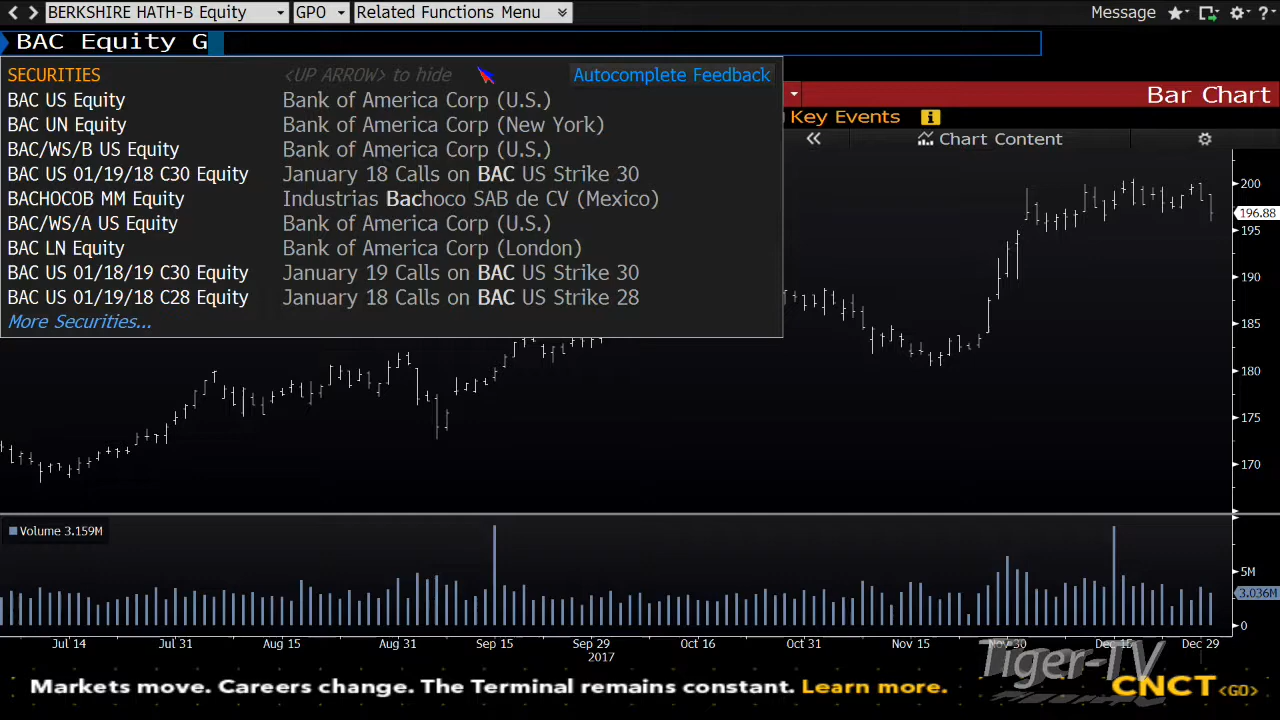 BERKSHIRE HATH-B Equity GPO Related Functions Menu Message ?
BAC Equity G
SECURITIES <UP ARROW> to hide Autocomplete Feedback
BAC US Equity Bank of America Corp (U.S.)
BAC UN Equity Bank of America Corp (New York)
BAC/WS/B US Equity Bank of America Corp (U.S.)
BAC US 01/19/18 C30 Equity January 18 Calls on BAC US Strike 30
BACHOCOB MM Equity Industrias Bachoco SAB de CV (Mexico)
BAC/WS/A US Equity Bank of America Corp (U.S.)
BAC LN Equity Bank of America Corp (London)
BAC US 01/18/19 C30 Equity January 19 Calls on BAC US Strike 30
BAC US 01/19/18 C28 Equity January 18 Calls on BAC US Strike 28
More Securities...
Bar Chart
Key Events i
« Chart Content
200
196.88
195
190
185
180
175
170
Volume 3.159M
5M
3.036M
0
Jul 14 Jul 31 Aug 15 Aug 31 Sep 15 Sep 29 Oct 16 Oct 31 Nov 15 Nov 30 Dec 15 Dec 29
2017
Tiger-TV
Markets move. Careers change. The Terminal remains constant. Learn more. CNCT <GO>